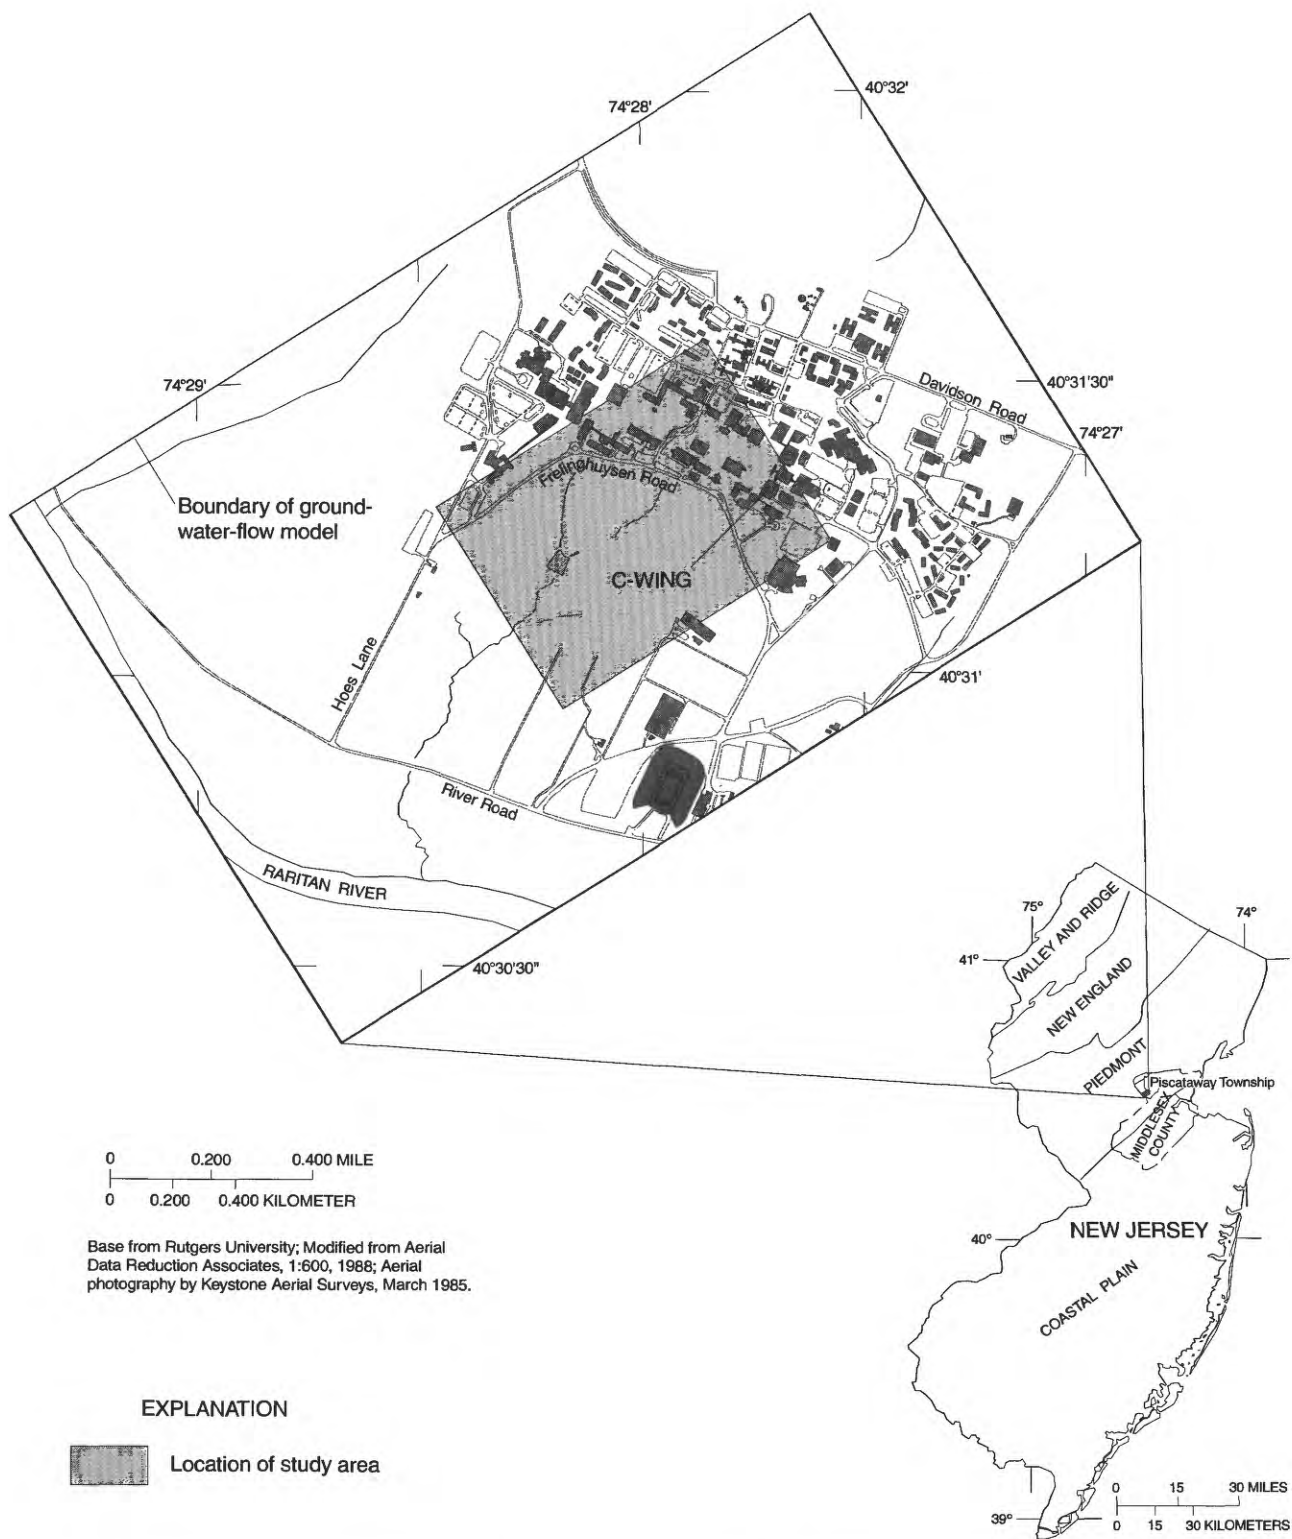 40°32'
74°28'
74°29'
40°31'30"
Davidson Road
74°27'
Boundary of ground-
water-flow model
Frelinghuysen Road
C-WING
Hoes Lane
40°31'
River Road
RARITAN RIVER
40°30'30"
75°
74°
41°
VALLEY AND RIDGE
NEW ENGLAND
PIEDMONT
Piscataway Township
MIDDLESEX
COUNTY
0 0.200 0.400 MILE
0 0.200 0.400 KILOMETER
Base from Rutgers University; Modified from Aerial
Data Reduction Associates, 1:600, 1988; Aerial
photography by Keystone Aerial Surveys, March 1985.
40°
NEW JERSEY
COASTAL PLAIN
EXPLANATION
Location of study area
0 15 30 MILES
0 15 30 KILOMETERS
39°